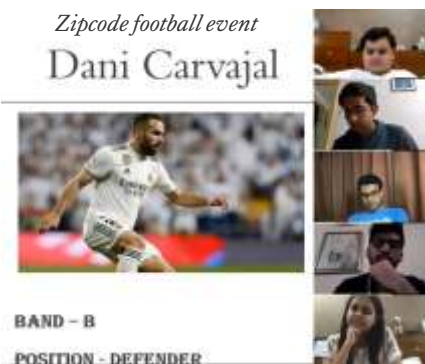 Zipcode football event
Dani Carvajal
BAND – B
POSITION - DEFENDER